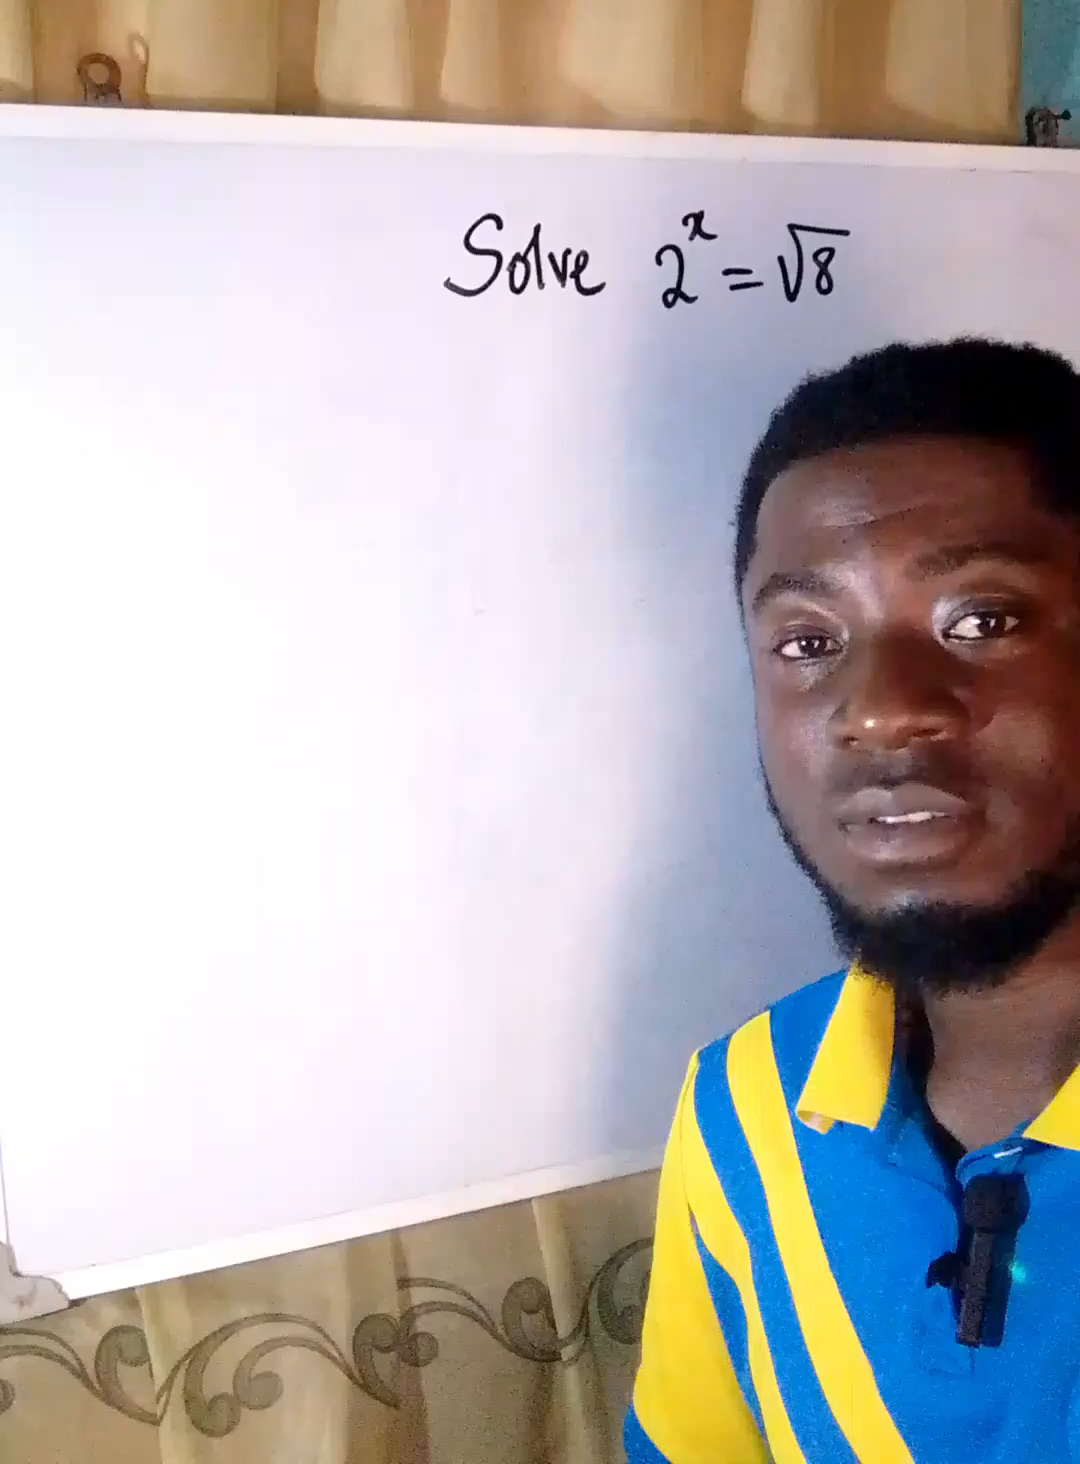 Solve 2ˣ = √8